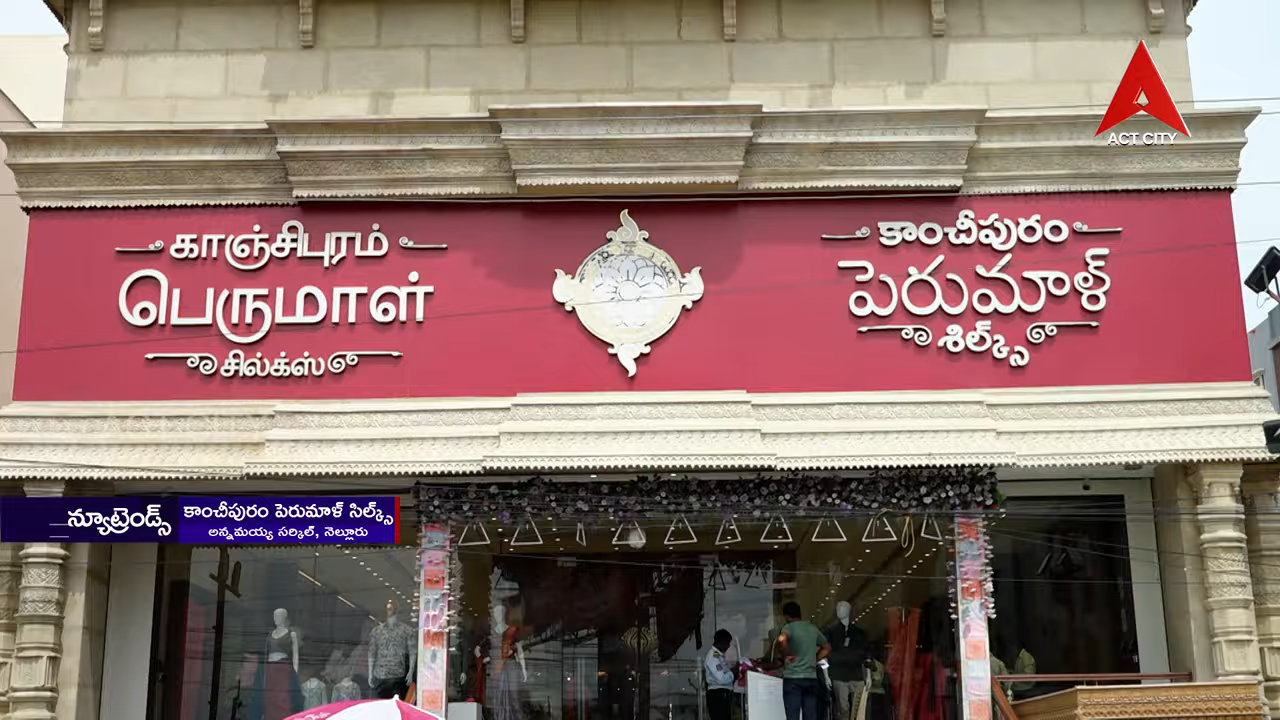 ACT CITY
காஞ்சிபுரம்
பெருமாள்
சில்க்ஸ்
కాంచీపురం
పెరుమాళ్
శిల్క్స్
న్యూట్రెండ్స్
కాంచీపురం పెరుమాళ్ సిల్క్స్
అన్నమయ్య సర్కిల్, నెల్లూరు